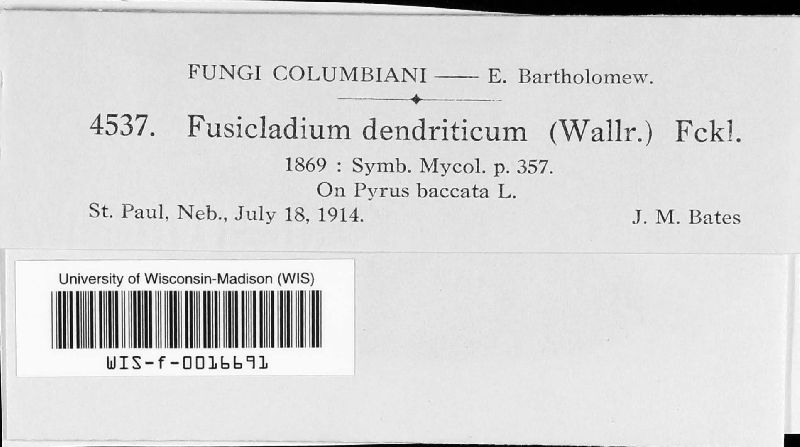 FUNGI COLUMBIANI — E. Bartholomew.
4537. Fusicladium dendriticum (Wallr.) Fckl.
1869 : Symb. Mycol. p. 357.
On Pyrus baccata L.
St. Paul, Neb., July 18, 1914. J. M. Bates
University of Wisconsin-Madison (WIS)
WIS-f-0016691